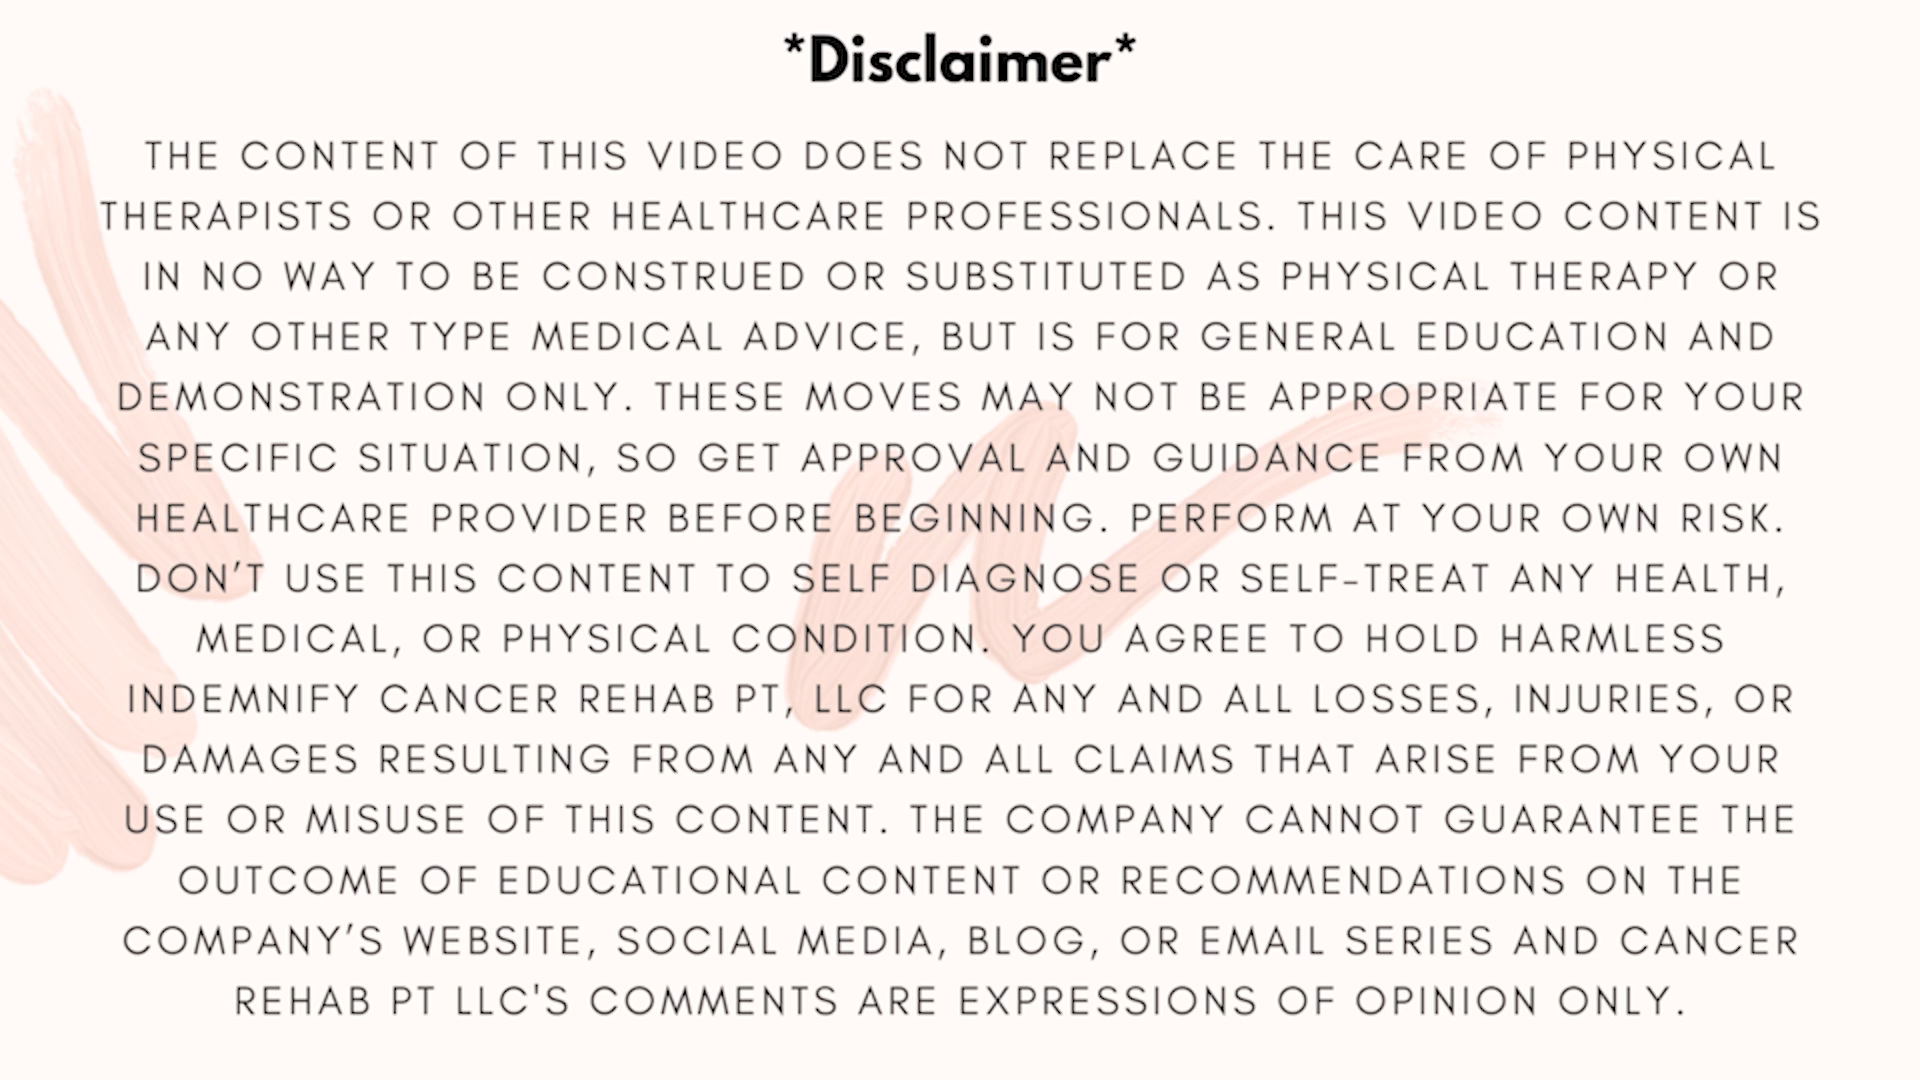 *Disclaimer*
THE CONTENT OF THIS VIDEO DOES NOT REPLACE THE CARE OF PHYSICAL
THERAPISTS OR OTHER HEALTHCARE PROFESSIONALS. THIS VIDEO CONTENT IS
IN NO WAY TO BE CONSTRUED OR SUBSTITUTED AS PHYSICAL THERAPY OR
ANY OTHER TYPE MEDICAL ADVICE, BUT IS FOR GENERAL EDUCATION AND
DEMONSTRATION ONLY. THESE MOVES MAY NOT BE APPROPRIATE FOR YOUR
SPECIFIC SITUATION, SO GET APPROVAL AND GUIDANCE FROM YOUR OWN
HEALTHCARE PROVIDER BEFORE BEGINNING. PERFORM AT YOUR OWN RISK.
DON’T USE THIS CONTENT TO SELF DIAGNOSE OR SELF-TREAT ANY HEALTH,
MEDICAL, OR PHYSICAL CONDITION. YOU AGREE TO HOLD HARMLESS
INDEMNIFY CANCER REHAB PT, LLC FOR ANY AND ALL LOSSES, INJURIES, OR
DAMAGES RESULTING FROM ANY AND ALL CLAIMS THAT ARISE FROM YOUR
USE OR MISUSE OF THIS CONTENT. THE COMPANY CANNOT GUARANTEE THE
OUTCOME OF EDUCATIONAL CONTENT OR RECOMMENDATIONS ON THE
COMPANY’S WEBSITE, SOCIAL MEDIA, BLOG, OR EMAIL SERIES AND CANCER
REHAB PT LLC'S COMMENTS ARE EXPRESSIONS OF OPINION ONLY.